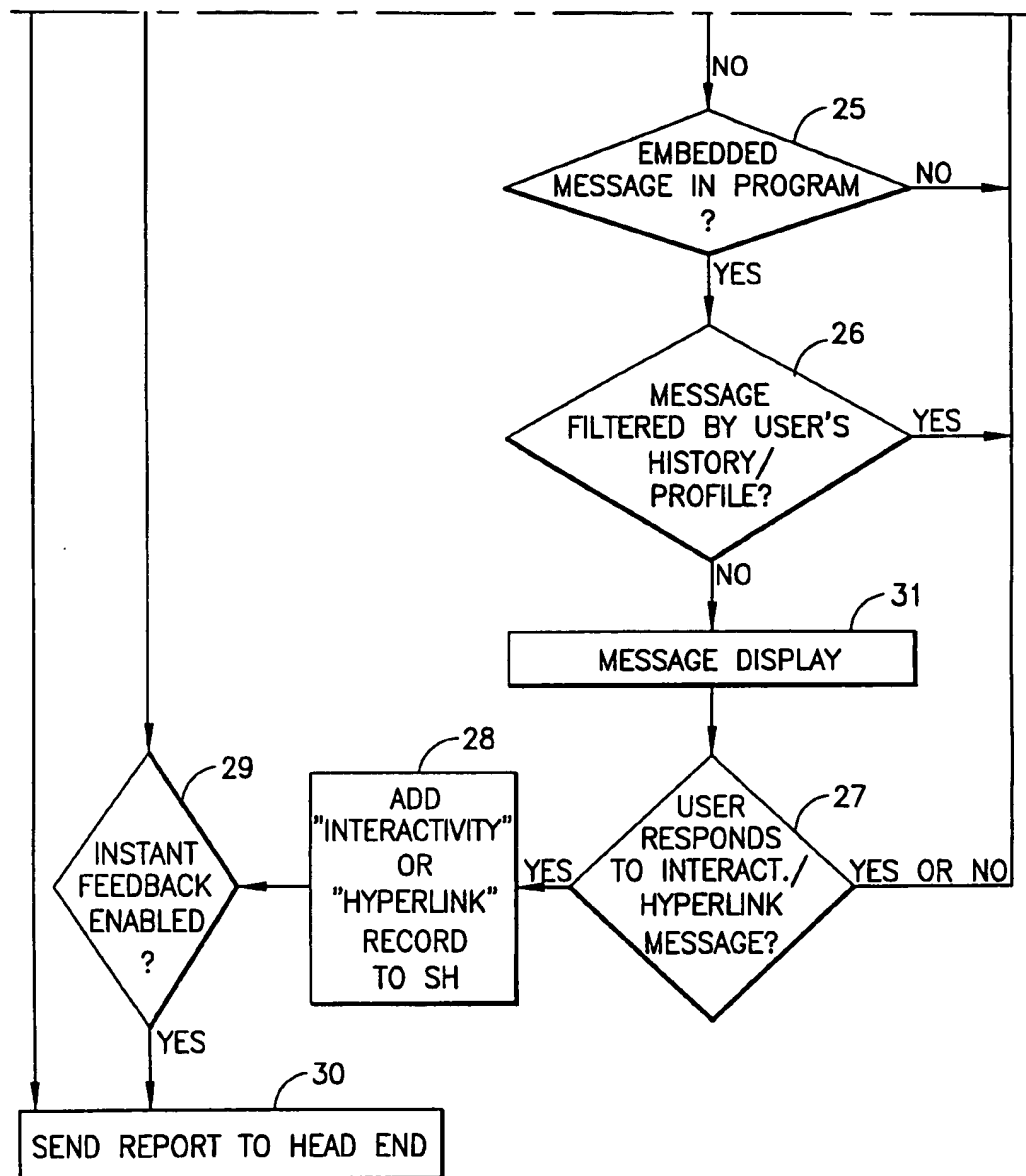 NO
25
EMBEDDED
MESSAGE IN PROGRAM
?
NO
YES
26
MESSAGE
FILTERED BY USER'S
HISTORY/
PROFILE?
YES
NO
31
MESSAGE DISPLAY
27
USER
RESPONDS
TO INTERACT./
HYPERLINK
MESSAGE?
YES OR NO
YES
28
ADD
"INTERACTIVITY"
OR
"HYPERLINK"
RECORD
TO SH
29
INSTANT
FEEDBACK
ENABLED
?
YES
30
SEND REPORT TO HEAD END